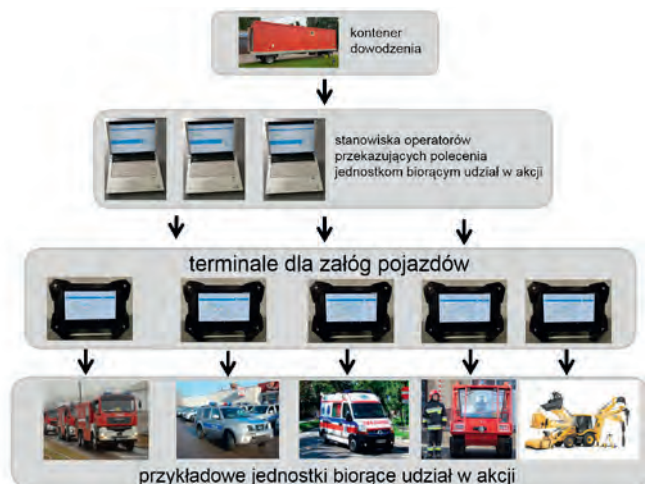 kontener
dowodzenia
stanowiska operatorów
przekazujących polecenia
jednostkom biorącym udział w akcji
terminale dla załóg pojazdów
przykładowe jednostki biorące udział w akcji